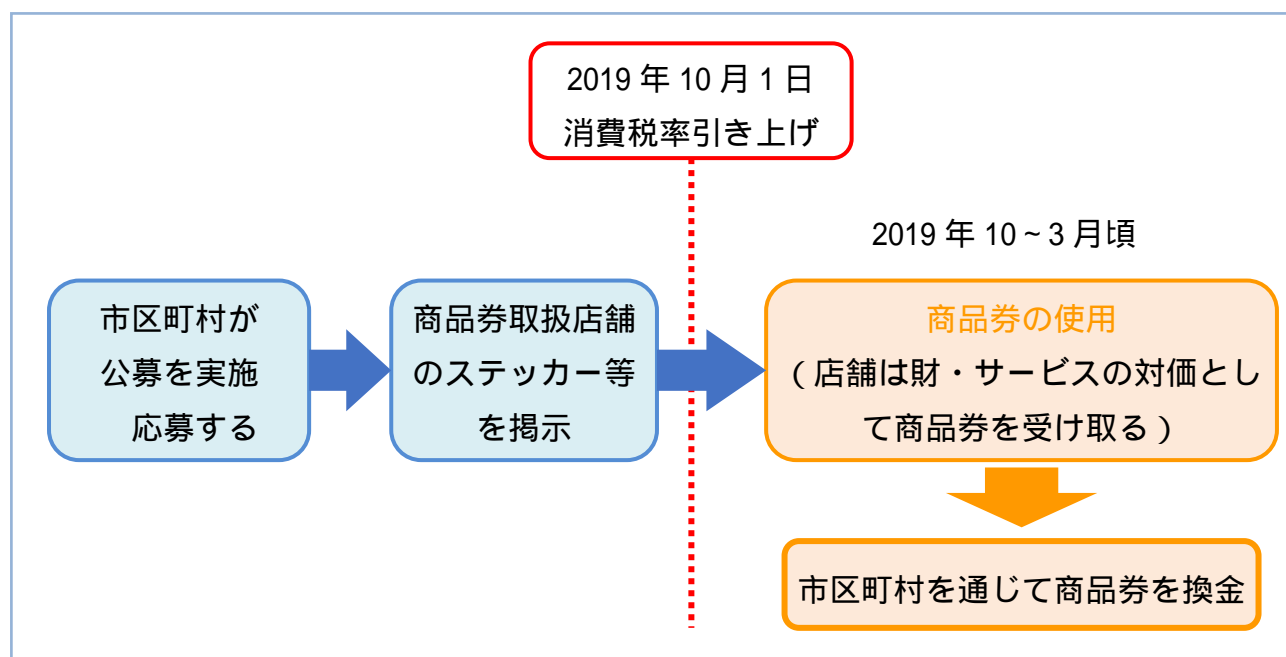 2019 年 10 月 1 日
消費税率引き上げ
2019 年 10～3 月頃
市区町村が
公募を実施
応募する
商品券取扱店舗
のステッカー等
を掲示
商品券の使用
（店舗は財・サービスの対価とし
て商品券を受け取る）
市区町村を通じて商品券を換金